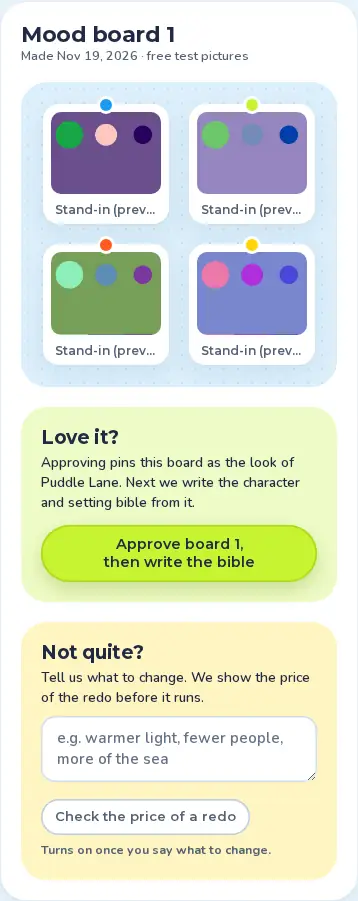 Mood board 1
Made Nov 19, 2026 · free test pictures
Stand-in (prev...
Stand-in (prev...
Stand-in (prev...
Stand-in (prev...
Love it?
Approving pins this board as the look of
Puddle Lane. Next we write the character
and setting bible from it.
Approve board 1,
then write the bible
Not quite?
Tell us what to change. We show the price
of the redo before it runs.
e.g. warmer light, fewer people,
more of the sea
Check the price of a redo
Turns on once you say what to change.